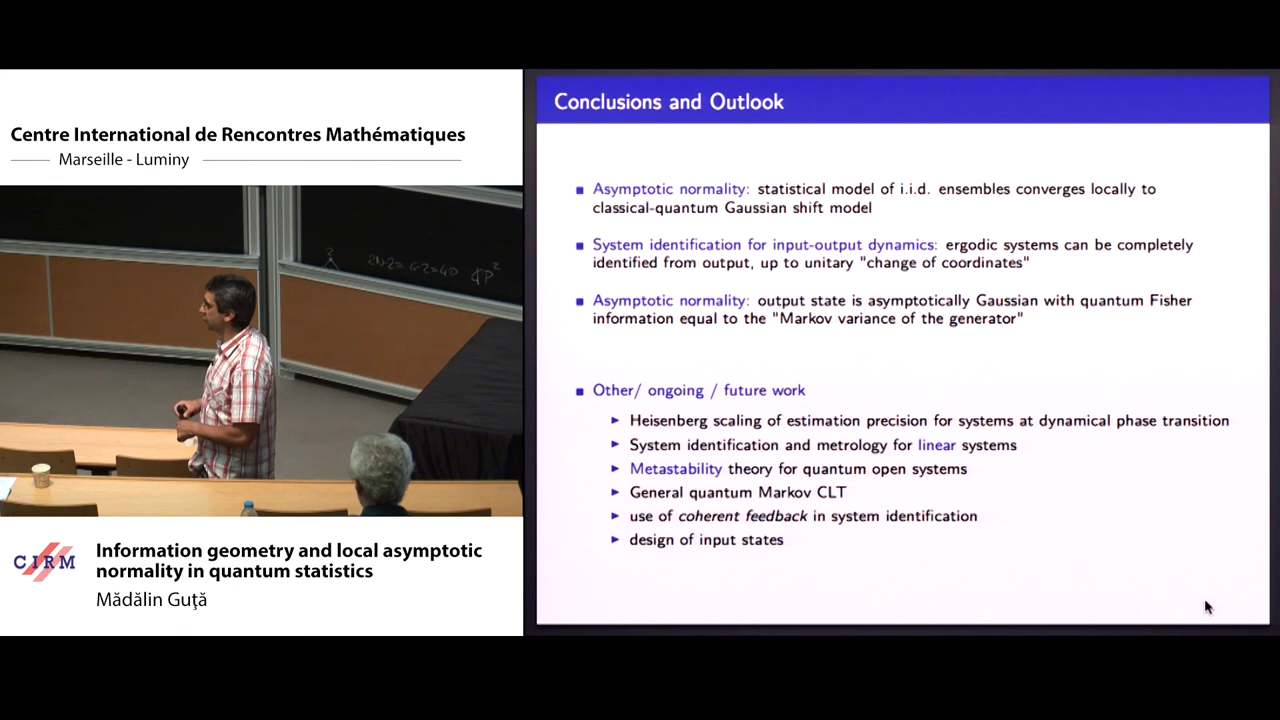 Centre International de Rencontres Mathématiques
Marseille - Luminy
CIRM
Information geometry and local asymptotic
normality in quantum statistics
Mădălin Guţă
Conclusions and Outlook
Asymptotic normality: statistical model of i.i.d. ensembles converges locally to
classical-quantum Gaussian shift model
System identification for input-output dynamics: ergodic systems can be completely
identified from output, up to unitary "change of coordinates"
Asymptotic normality: output state is asymptotically Gaussian with quantum Fisher
information equal to the "Markov variance of the generator"
Other/ ongoing / future work
Heisenberg scaling of estimation precision for systems at dynamical phase transition
System identification and metrology for linear systems
Metastability theory for quantum open systems
General quantum Markov CLT
use of coherent feedback in system identification
design of input states